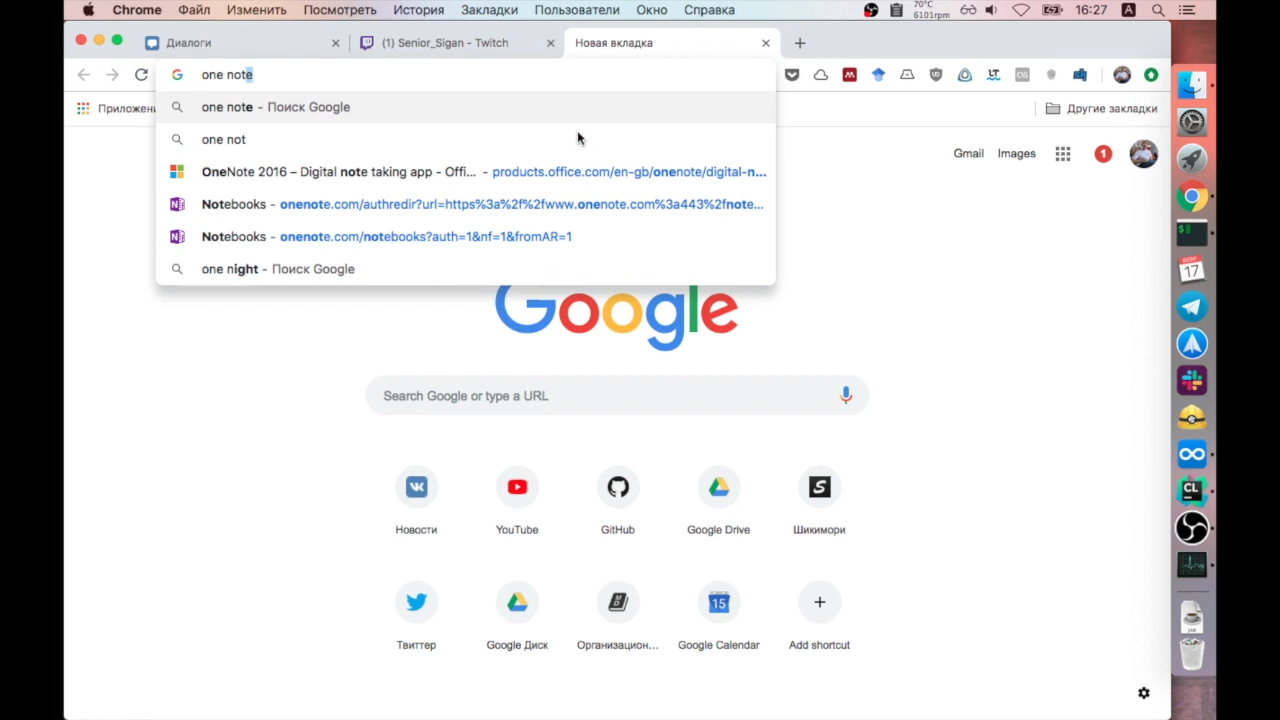 Chrome Файл Изменить Посмотреть История Закладки Пользователи Окно Справка 70°C 6101rpm 16:27 A
Диалоги (1) Senior_Sigan - Twitch Новая вкладка
one note
Приложени Другие закладки
one note – Поиск Google
one not
OneNote 2016 – Digital note taking app - Offi... – products.office.com/en-gb/onenote/digital-n...
Notebooks – onenote.com/authredir?url=https%3a%2f%2fwww.onenote.com%3a443%2fnote...
Notebooks – onenote.com/notebooks?auth=1&nf=1&fromAR=1
one night – Поиск Google
Gmail Images 1
Google
Search Google or type a URL
Новости YouTube GitHub Google Drive Шикимори
15
Твиттер Google Диск Организацион... Google Calendar Add shortcut
17
CL